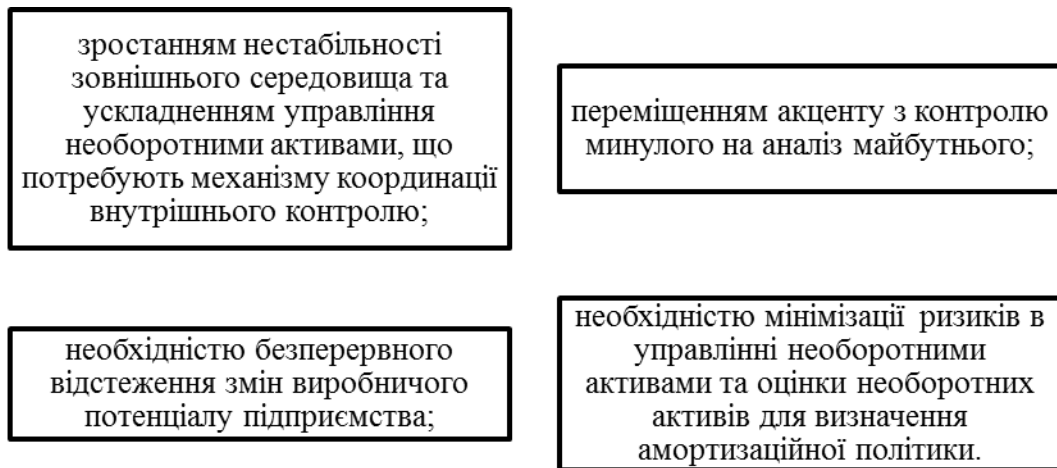 зростанням нестабільності
зовнішнього середовища та
ускладненням управління
необоротними активами, що
потребують механізму координації
внутрішнього контролю;
переміщенням акценту з контролю
минулого на аналіз майбутнього;
необхідністю безперервного
відстеження змін виробничого
потенціалу підприємства;
необхідністю мінімізації ризиків в
управлінні необоротними
активами та оцінки необоротних
активів для визначення
амортизаційної політики.